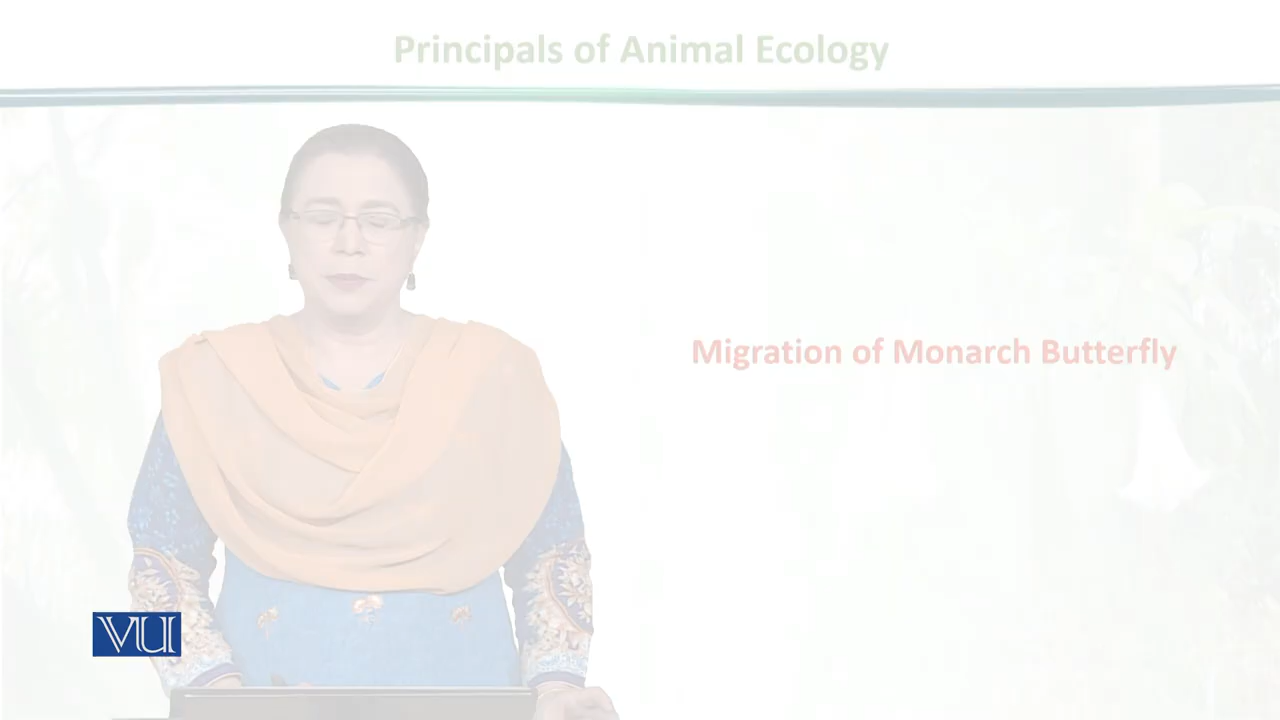 Principals of Animal Ecology
Migration of Monarch Butterfly
VU